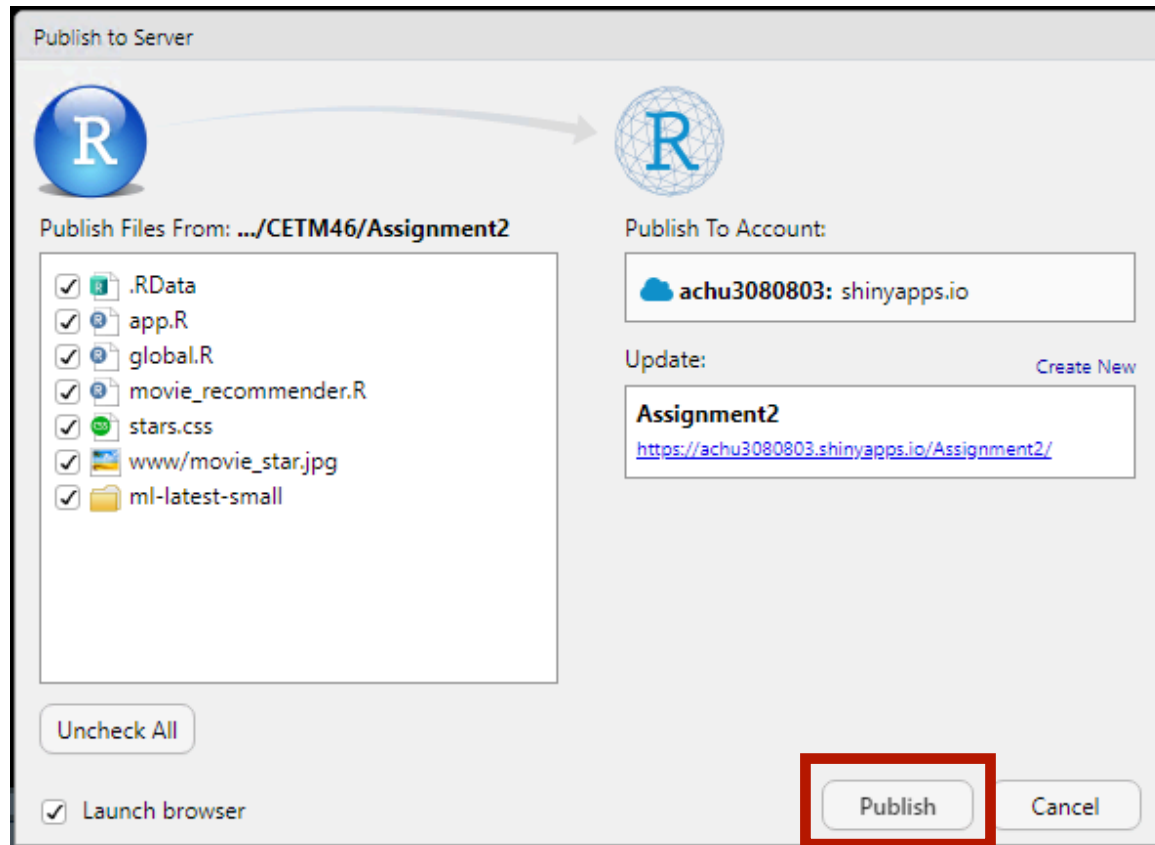 Publish to Server
R
R
Publish Files From: .../CETM46/Assignment2
.RData
app.R
global.R
movie_recommender.R
stars.css
www/movie_star.jpg
ml-latest-small
Uncheck All
Launch browser
Publish To Account:
achu3080803: shinyapps.io
Update:
Create New
Assignment2
https://achu3080803.shinyapps.io/Assignment2/
Publish
Cancel